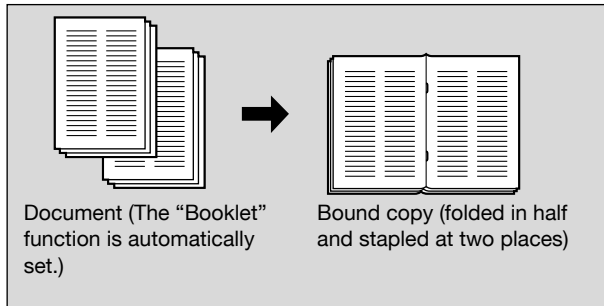 Document (The “Booklet”
function is automatically
set.)
Bound copy (folded in half
and stapled at two places)